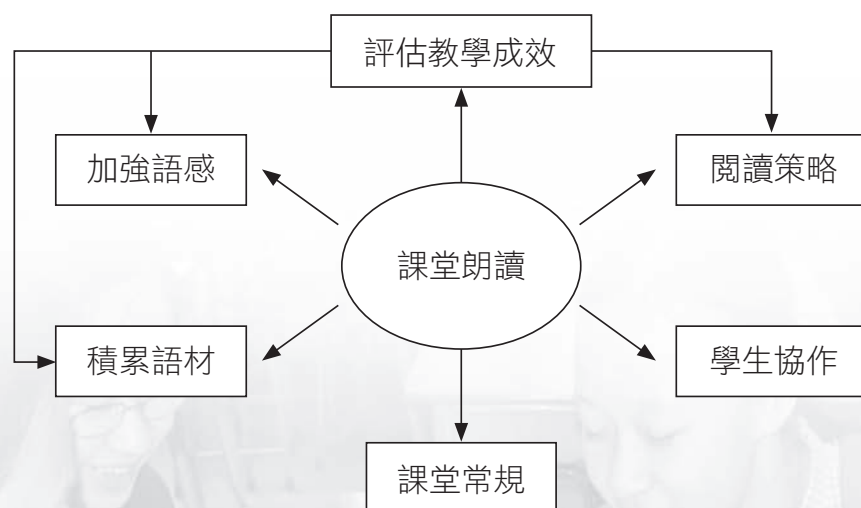 評估教學成效
加強語感
閱讀策略
課堂朗讀
積累語材
學生協作
課堂常規